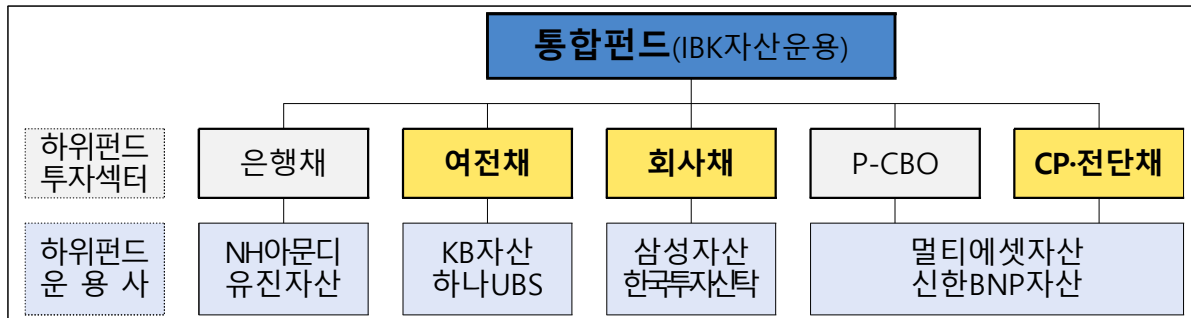 통합펀드(IBK자산운용)
하위펀드
투자섹터
은행채
여전채
회사채
P-CBO
CP·전단채
하위펀드
운 용 사
NH아문디
유진자산
KB자산
하나UBS
삼성자산
한국투자신탁
멀티에셋자산
신한BNP자산